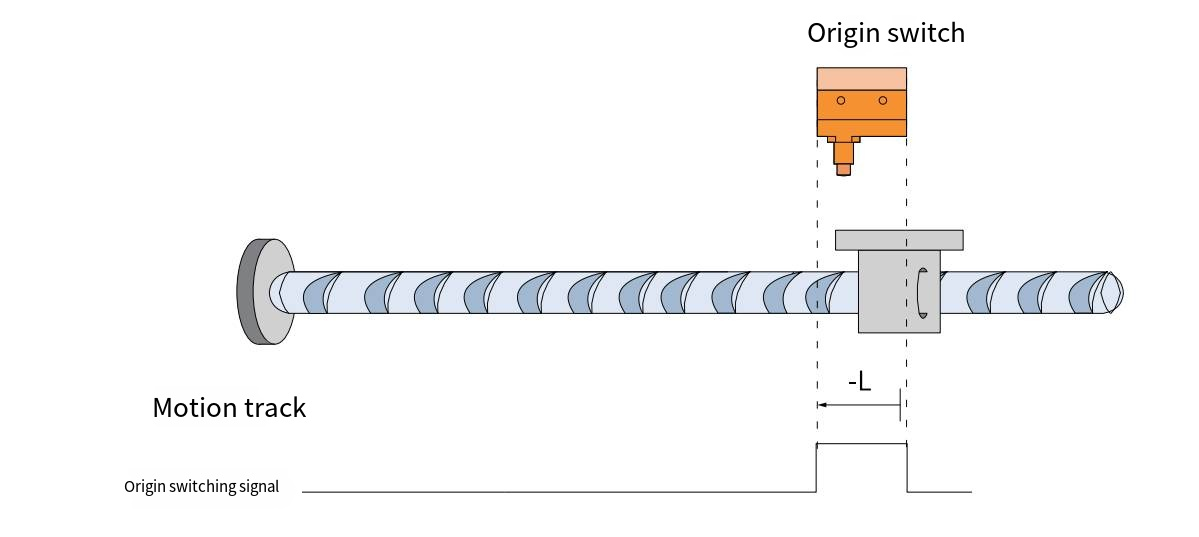 Origin switch
-L
Motion track
Origin switching signal